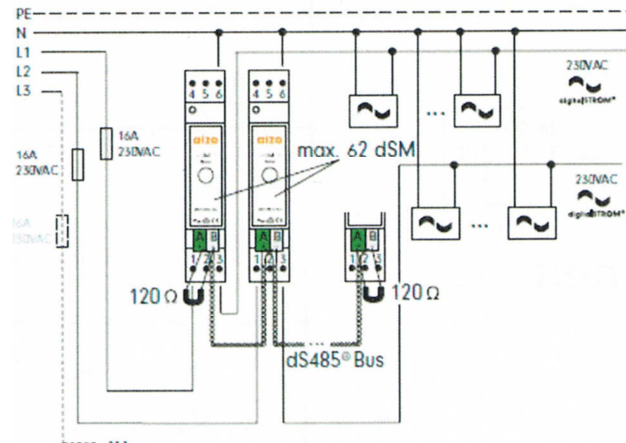 PE
N
L1
L2
L3
16A
230VAC
16A
230VAC
16A
230VAC
4 5 6
4 5 6
aizo
aizo
max. 62 dSM
A B
A B
A B
1 2 3
1 2 3
1 2 3
120 Ω
120 Ω
dS485® Bus
...
...
...
230VAC
digitalSTROM®
230VAC
digitalSTROM®